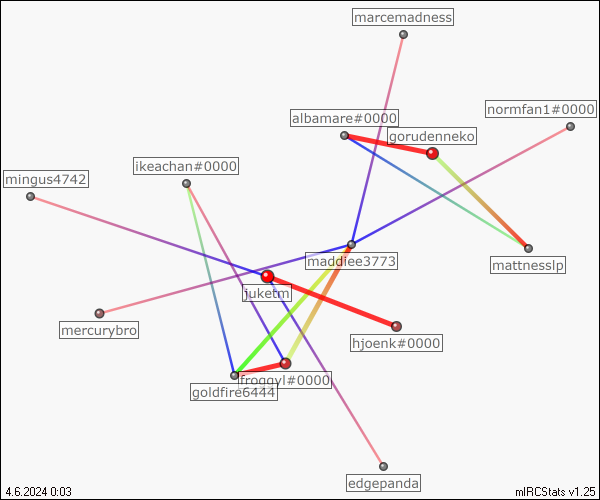 marcemadness
albamare#0000
normfan1#0000
gorudenneko
ikeachan#0000
mingus4742
maddiee3773
mattnesslp
juketm
mercurybro
hjoenk#0000
froggyl#0000
goldfire6444
edgepanda
4.6.2024 0:03
mIRCStats v1.25